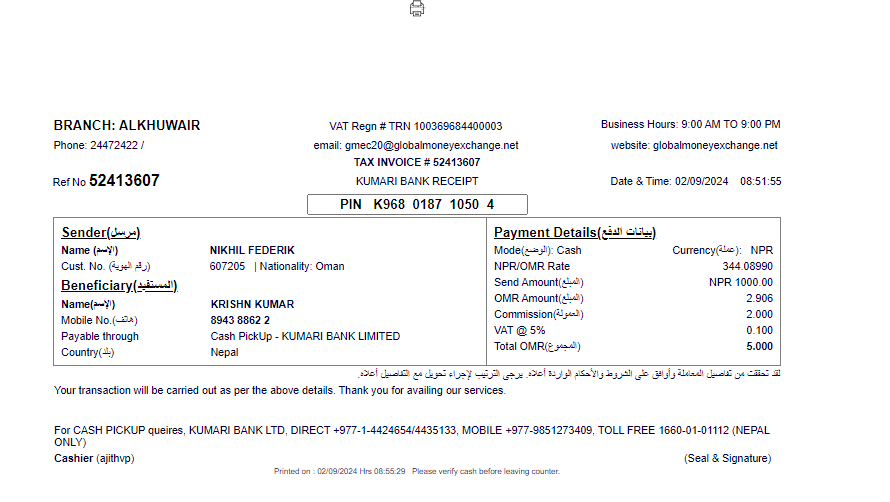 BRANCH: ALKHUWAIR VAT Regn # TRN 100369684400003 Business Hours: 9:00 AM TO 9:00 PM
Phone: 24472422 / email: gmec20@globalmoneyexchange.net website: globalmoneyexchange.net
TAX INVOICE # 52413607
Ref No 52413607 KUMARI BANK RECEIPT Date & Time: 02/09/2024 08:51:55
PIN K968 0187 1050 4
Sender(مرسل) Payment Details(بيانات الدفع)
Name (الإسم) NIKHIL FEDERIK Mode(الوضع): Cash Currency(عملة): NPR
Cust. No. (رقم الهوية) 607205 | Nationality: Oman NPR/OMR Rate 344.08990
Beneficiary(المستفيد) Send Amount(المبلغ) NPR 1000.00
Name(الإسم) KRISHN KUMAR OMR Amount(المبلغ) 2.906
Mobile No.(هاتف) 8943 8862 2 Commission(العمولة) 2.000
Payable through Cash PickUp - KUMARI BANK LIMITED VAT @ 5% 0.100
Country(بلد) Nepal Total OMR(المجموع) 5.000
لقد تحققت من تفاصيل المعاملة وأوافق على الشروط والأحكام الواردة أعلاه. يرجى الترتيب لإجراء تحويل مع التفاصيل أعلاه.
Your transaction will be carried out as per the above details. Thank you for availing our services.
For CASH PICKUP queires, KUMARI BANK LTD, DIRECT +977-1-4424654/4435133, MOBILE +977-9851273409, TOLL FREE 1660-01-01112 (NEPAL
ONLY)
Cashier (ajithvp) (Seal & Signature)
Printed on : 02/09/2024 Hrs 08:55:29 Please verify cash before leaving counter.